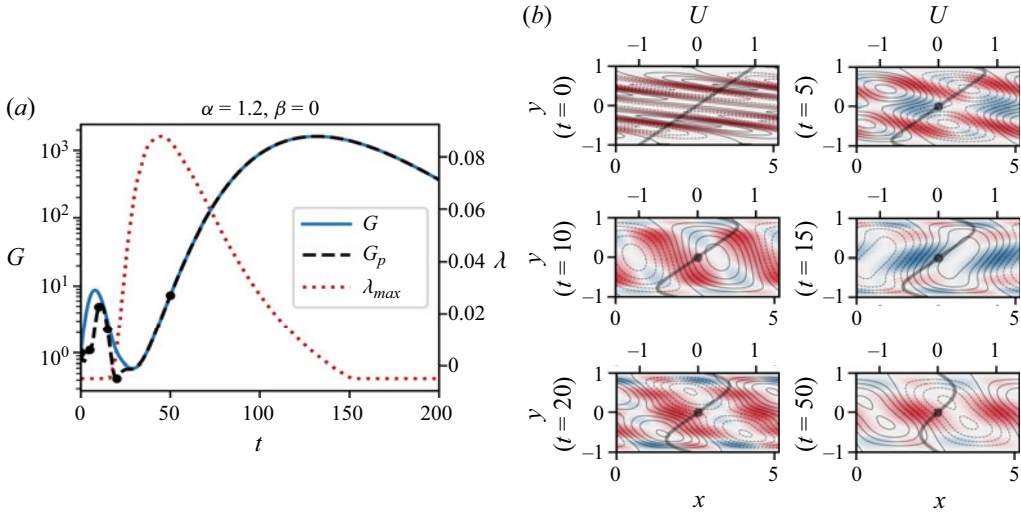 (a)
α = 1.2, β = 0
10³
10²
10¹
10⁰
G
0.08
0.06
0.04
0.02
0
λ
G
Gₚ
λₘₐₓ
0 50 100 150 200
t
(b)
U U
–1 0 1 –1 0 1
y
(t = 0)
1
0
–1
0 5
y
(t = 5)
1
0
–1
0 5
–1 0 1 –1 0 1
y
(t = 10)
1
0
–1
0 5
(t = 15)
1
0
–1
0 5
–1 0 1 –1 0 1
y
(t = 20)
1
0
–1
0 5
(t = 50)
1
0
–1
0 5
x x